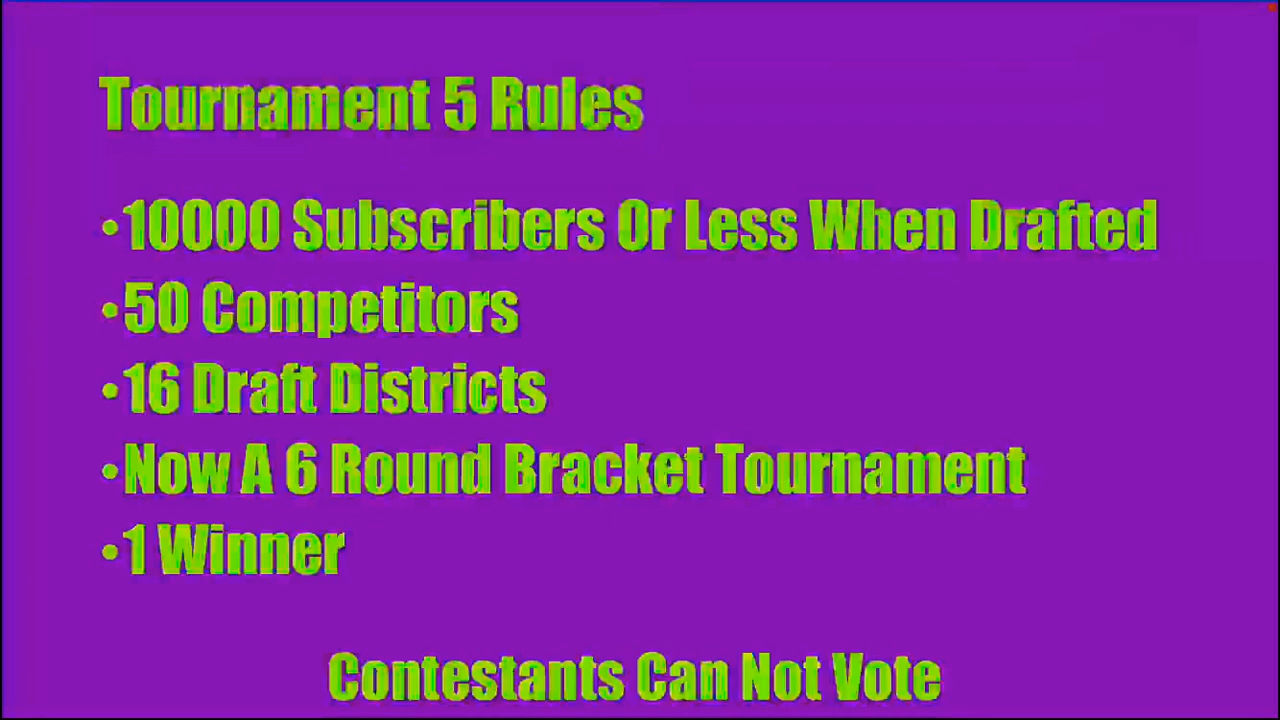 Tournament 5 Rules
•10000 Subscribers Or Less When Drafted
•50 Competitors
•16 Draft Districts
•Now A 6 Round Bracket Tournament
•1 Winner
Contestants Can Not Vote